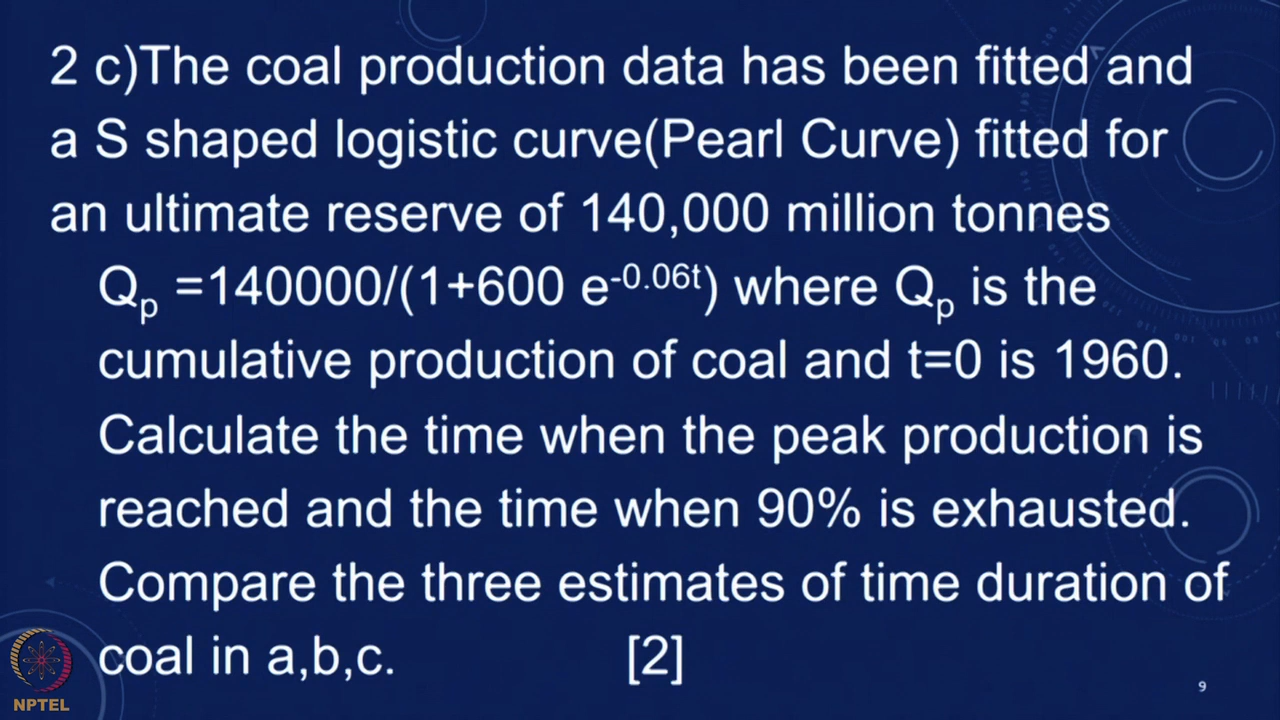 2 c)The coal production data has been fitted and
a S shaped logistic curve(Pearl Curve) fitted for
an ultimate reserve of 140,000 million tonnes
Qp =140000/(1+600 e-0.06t) where Qp is the
cumulative production of coal and t=0 is 1960.
Calculate the time when the peak production is
reached and the time when 90% is exhausted.
Compare the three estimates of time duration of
coal in a,b,c. [2]
9
NPTEL